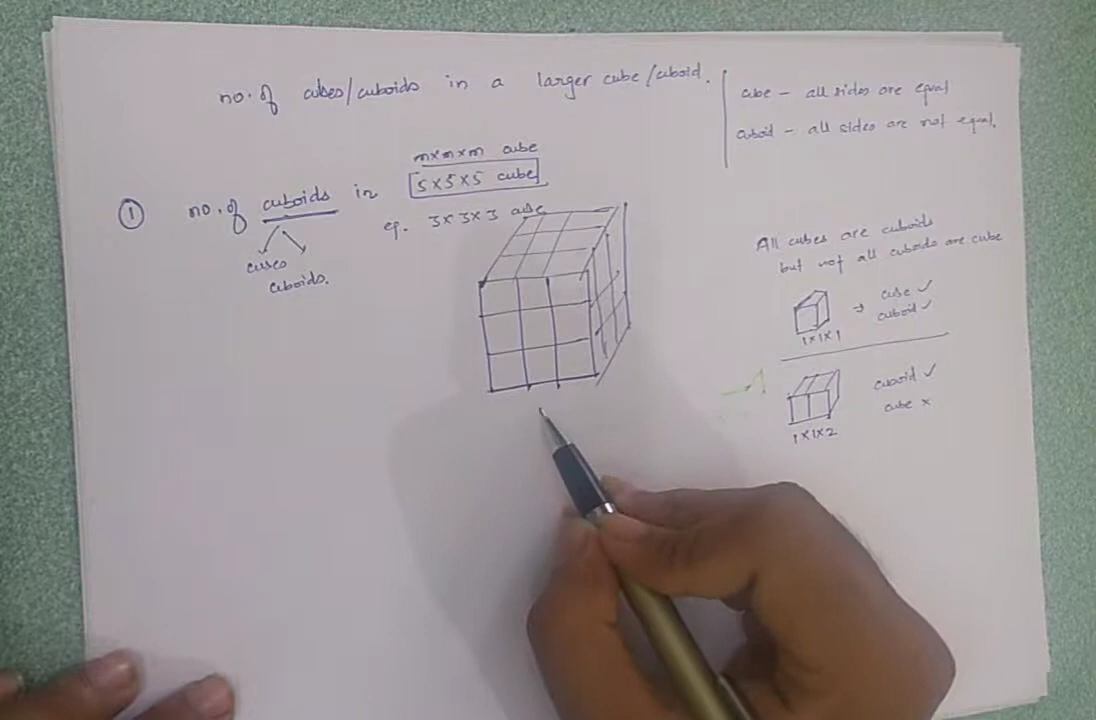 no. of cubes/cuboids in a larger cube/cuboid.
cube - all sides are equal
cuboid - all sides are not equal.
m×m×m cube
① no. of cuboids in 5×5×5 cube
eg. 3×3×3 cube
cubes
cuboids.
All cubes are cuboids
but not all cuboids are cube
→ cube ✓
cuboid ✓
1×1×1
cuboid ✓
cube ×
1×1×2